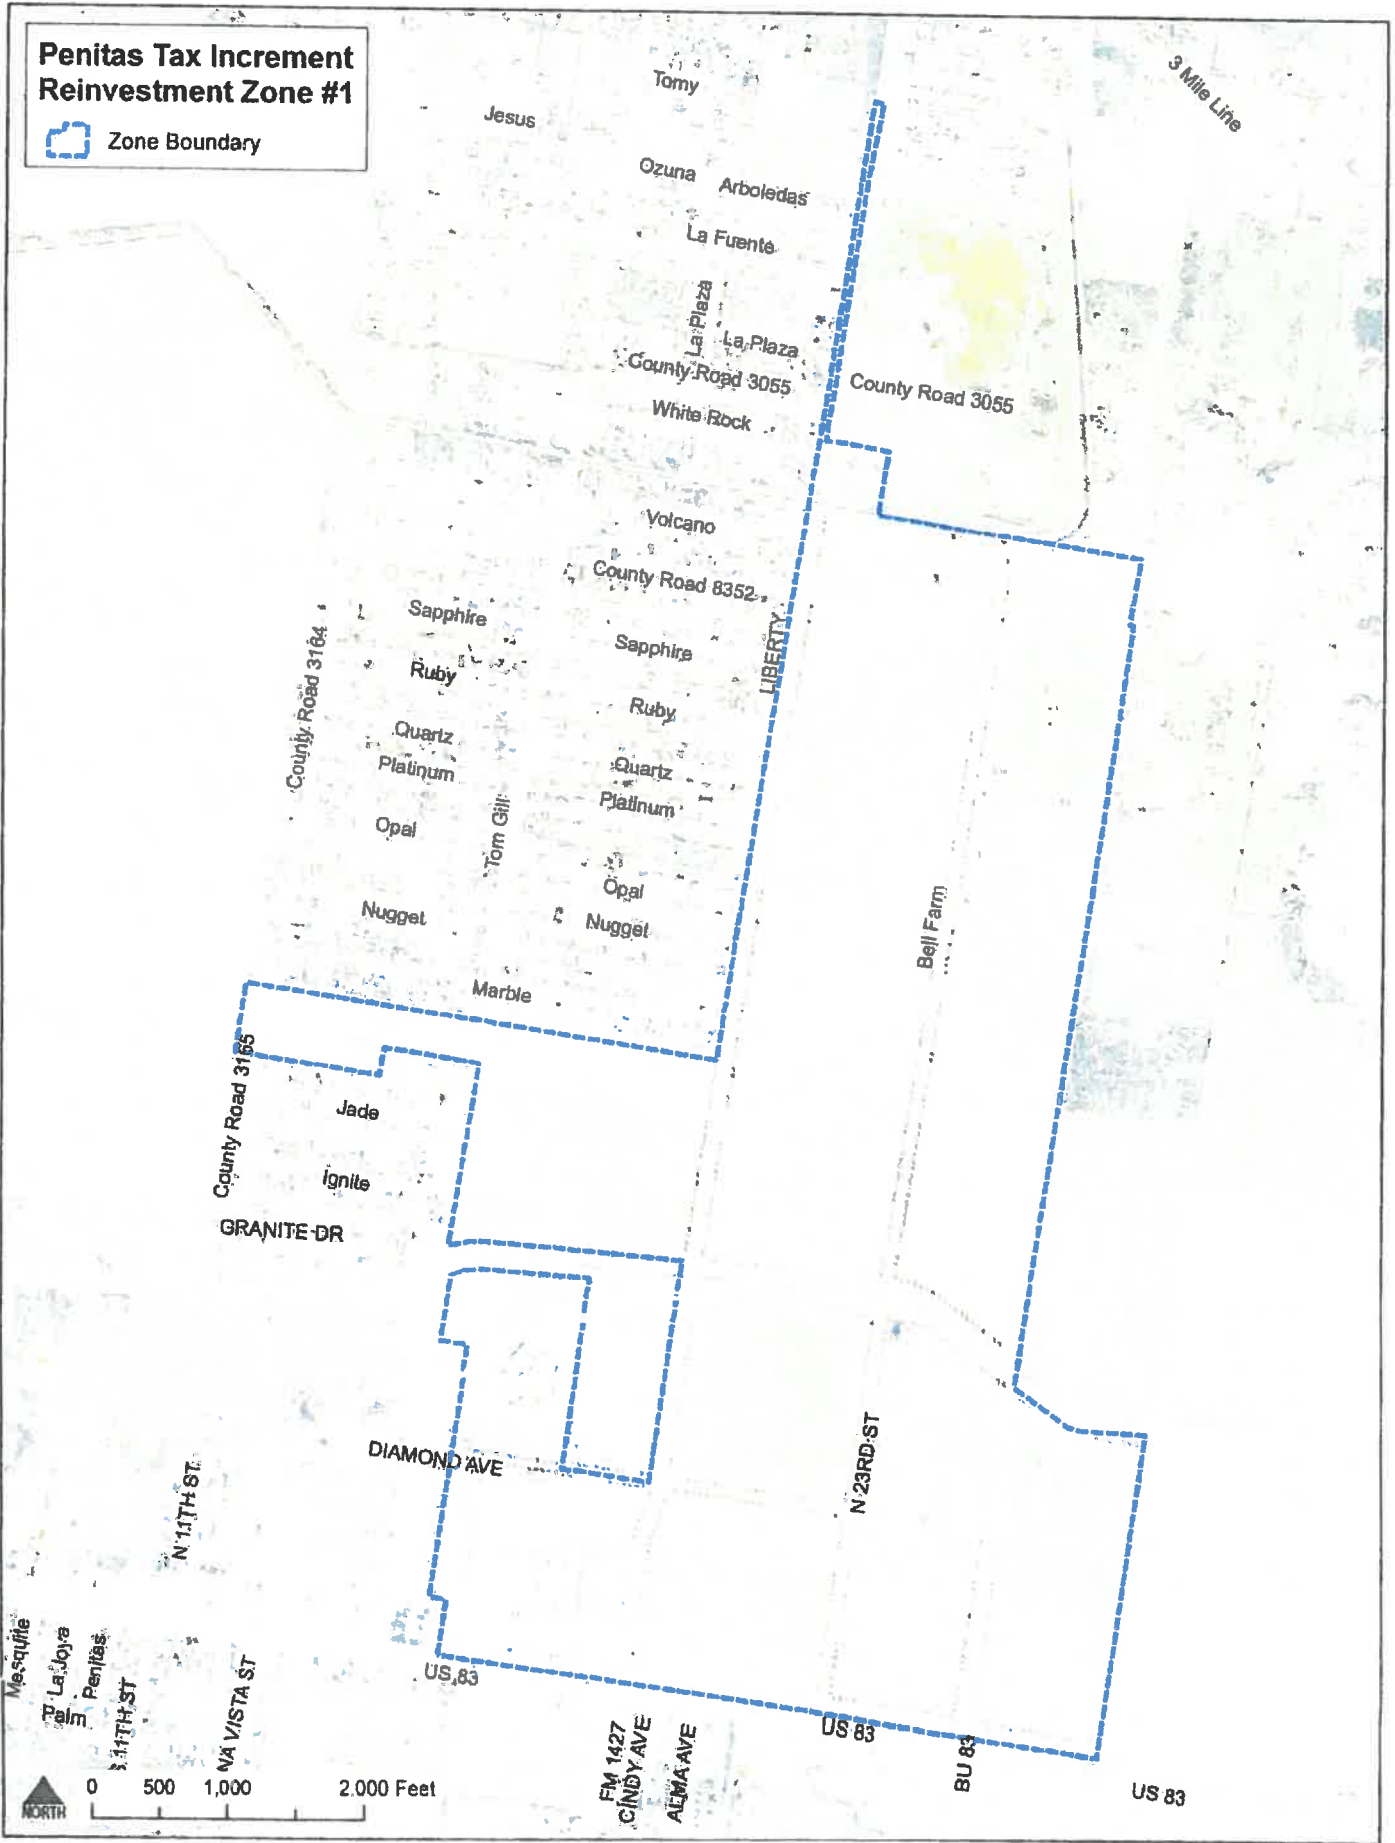 Penitas Tax Increment
Reinvestment Zone #1
Zone Boundary
3 Mile Line
Tomy
Jesus
Ozuna
Arboledas
La Fuente
La Plaza
La Plaza
County Road 3055
County Road 3055
White Rock
Volcano
County Road 8352
Sapphire
Sapphire
LIBERTY
County Road 3164
Ruby
Ruby
Quartz
Platinum
Quartz
Platinum
Opal
Tom Gill
Opal
Nugget
Nugget
Bell Farm
Marble
County Road 3165
Jade
Ignite
GRANITE DR
DIAMOND AVE
N 23RD ST
N 11TH ST
Mesquite
La Joya
Penitas
Palm
S 11TH ST
NA VISTA ST
US 83
US 83
FM 1427
CINDY AVE
ALMA AVE
BU 83
US 83
NORTH
0 500 1,000 2,000 Feet